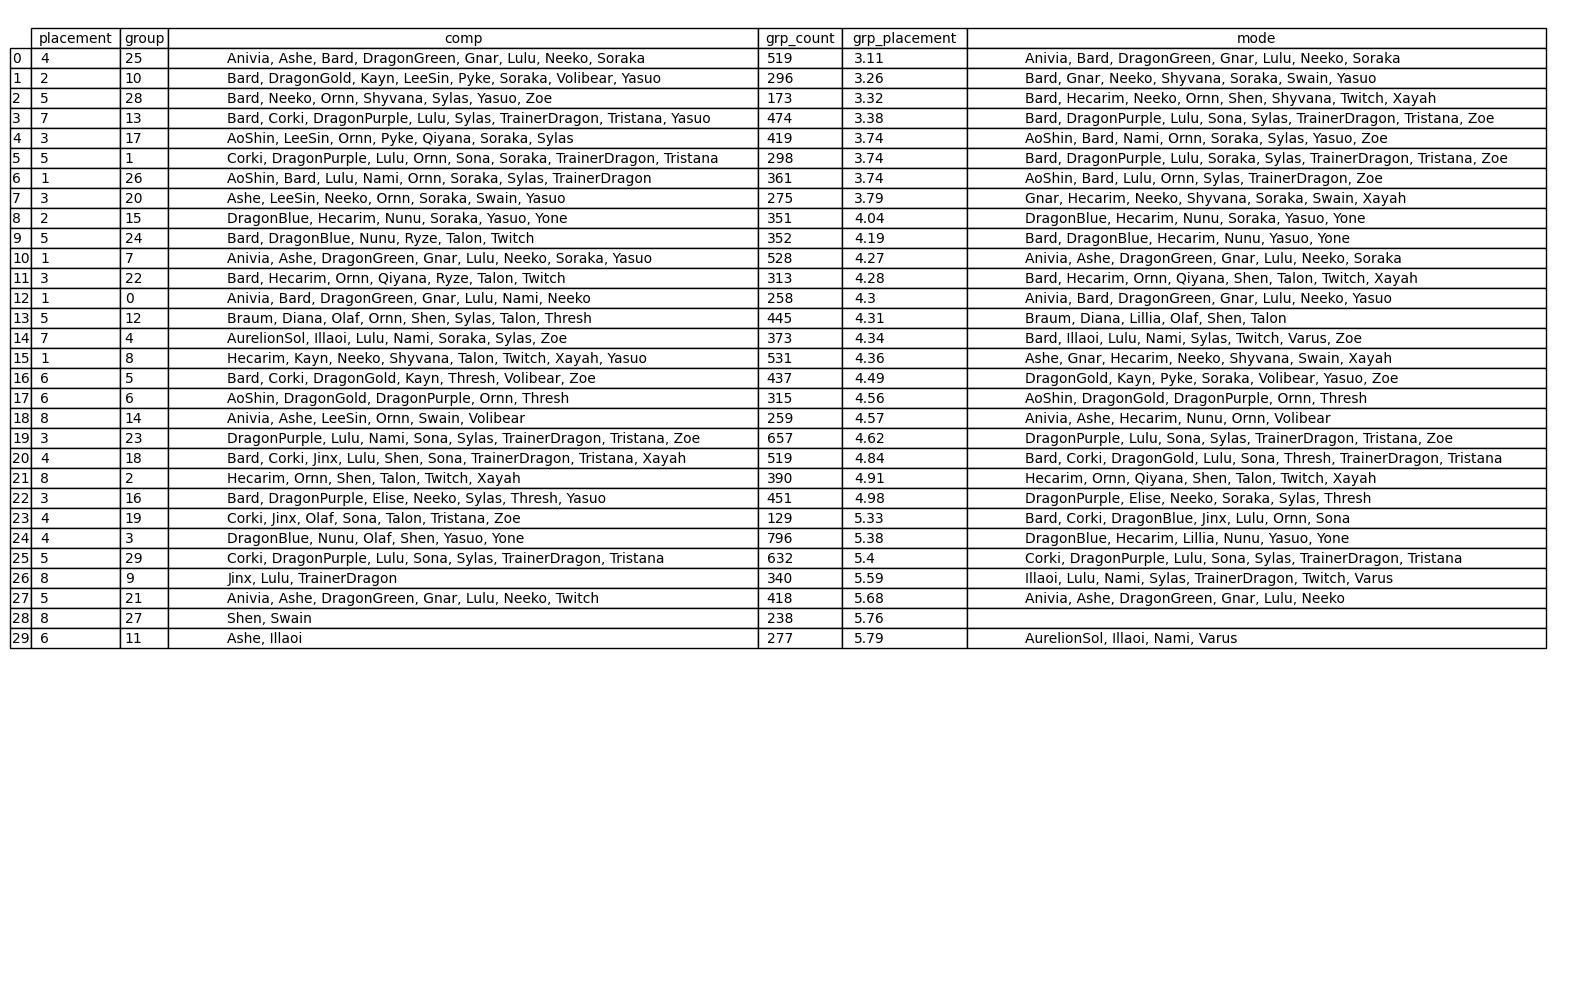 placement group comp grp_count grp_placement mode
0 4 25 Anivia, Ashe, Bard, DragonGreen, Gnar, Lulu, Neeko, Soraka 519 3.11 Anivia, Bard, DragonGreen, Gnar, Lulu, Neeko, Soraka
1 2 10 Bard, DragonGold, Kayn, LeeSin, Pyke, Soraka, Volibear, Yasuo 296 3.26 Bard, Gnar, Neeko, Shyvana, Soraka, Swain, Yasuo
2 5 28 Bard, Neeko, Ornn, Shyvana, Sylas, Yasuo, Zoe 173 3.32 Bard, Hecarim, Neeko, Ornn, Shen, Shyvana, Twitch, Xayah
3 7 13 Bard, Corki, DragonPurple, Lulu, Sylas, TrainerDragon, Tristana, Yasuo 474 3.38 Bard, DragonPurple, Lulu, Sona, Sylas, TrainerDragon, Tristana, Zoe
4 3 17 AoShin, LeeSin, Ornn, Pyke, Qiyana, Soraka, Sylas 419 3.74 AoShin, Bard, Nami, Ornn, Soraka, Sylas, Yasuo, Zoe
5 5 1 Corki, DragonPurple, Lulu, Ornn, Sona, Soraka, TrainerDragon, Tristana 298 3.74 Bard, DragonPurple, Lulu, Soraka, Sylas, TrainerDragon, Tristana, Zoe
6 1 26 AoShin, Bard, Lulu, Nami, Ornn, Soraka, Sylas, TrainerDragon 361 3.74 AoShin, Bard, Lulu, Ornn, Sylas, TrainerDragon, Zoe
7 3 20 Ashe, LeeSin, Neeko, Ornn, Soraka, Swain, Yasuo 275 3.79 Gnar, Hecarim, Neeko, Shyvana, Soraka, Swain, Xayah
8 2 15 DragonBlue, Hecarim, Nunu, Soraka, Yasuo, Yone 351 4.04 DragonBlue, Hecarim, Nunu, Soraka, Yasuo, Yone
9 5 24 Bard, DragonBlue, Nunu, Ryze, Talon, Twitch 352 4.19 Bard, DragonBlue, Hecarim, Nunu, Yasuo, Yone
10 1 7 Anivia, Ashe, DragonGreen, Gnar, Lulu, Neeko, Soraka, Yasuo 528 4.27 Anivia, Ashe, DragonGreen, Gnar, Lulu, Neeko, Soraka
11 3 22 Bard, Hecarim, Ornn, Qiyana, Ryze, Talon, Twitch 313 4.28 Bard, Hecarim, Ornn, Qiyana, Shen, Talon, Twitch, Xayah
12 1 0 Anivia, Bard, DragonGreen, Gnar, Lulu, Nami, Neeko 258 4.3 Anivia, Bard, DragonGreen, Gnar, Lulu, Neeko, Yasuo
13 5 12 Braum, Diana, Olaf, Ornn, Shen, Sylas, Talon, Thresh 445 4.31 Braum, Diana, Lillia, Olaf, Shen, Talon
14 7 4 AurelionSol, Illaoi, Lulu, Nami, Soraka, Sylas, Zoe 373 4.34 Bard, Illaoi, Lulu, Nami, Sylas, Twitch, Varus, Zoe
15 1 8 Hecarim, Kayn, Neeko, Shyvana, Talon, Twitch, Xayah, Yasuo 531 4.36 Ashe, Gnar, Hecarim, Neeko, Shyvana, Swain, Xayah
16 6 5 Bard, Corki, DragonGold, Kayn, Thresh, Volibear, Zoe 437 4.49 DragonGold, Kayn, Pyke, Soraka, Volibear, Yasuo, Zoe
17 6 6 AoShin, DragonGold, DragonPurple, Ornn, Thresh 315 4.56 AoShin, DragonGold, DragonPurple, Ornn, Thresh
18 8 14 Anivia, Ashe, LeeSin, Ornn, Swain, Volibear 259 4.57 Anivia, Ashe, Hecarim, Nunu, Ornn, Volibear
19 3 23 DragonPurple, Lulu, Nami, Sona, Sylas, TrainerDragon, Tristana, Zoe 657 4.62 DragonPurple, Lulu, Sona, Sylas, TrainerDragon, Tristana, Zoe
20 4 18 Bard, Corki, Jinx, Lulu, Shen, Sona, TrainerDragon, Tristana, Xayah 519 4.84 Bard, Corki, DragonGold, Lulu, Sona, Thresh, TrainerDragon, Tristana
21 8 2 Hecarim, Ornn, Shen, Talon, Twitch, Xayah 390 4.91 Hecarim, Ornn, Qiyana, Shen, Talon, Twitch, Xayah
22 3 16 Bard, DragonPurple, Elise, Neeko, Sylas, Thresh, Yasuo 451 4.98 DragonPurple, Elise, Neeko, Soraka, Sylas, Thresh
23 4 19 Corki, Jinx, Olaf, Sona, Talon, Tristana, Zoe 129 5.33 Bard, Corki, DragonBlue, Jinx, Lulu, Ornn, Sona
24 4 3 DragonBlue, Nunu, Olaf, Shen, Yasuo, Yone 796 5.38 DragonBlue, Hecarim, Lillia, Nunu, Yasuo, Yone
25 5 29 Corki, DragonPurple, Lulu, Sona, Sylas, TrainerDragon, Tristana 632 5.4 Corki, DragonPurple, Lulu, Sona, Sylas, TrainerDragon, Tristana
26 8 9 Jinx, Lulu, TrainerDragon 340 5.59 Illaoi, Lulu, Nami, Sylas, TrainerDragon, Twitch, Varus
27 5 21 Anivia, Ashe, DragonGreen, Gnar, Lulu, Neeko, Twitch 418 5.68 Anivia, Ashe, DragonGreen, Gnar, Lulu, Neeko
28 8 27 Shen, Swain 238 5.76
29 6 11 Ashe, Illaoi 277 5.79 AurelionSol, Illaoi, Nami, Varus